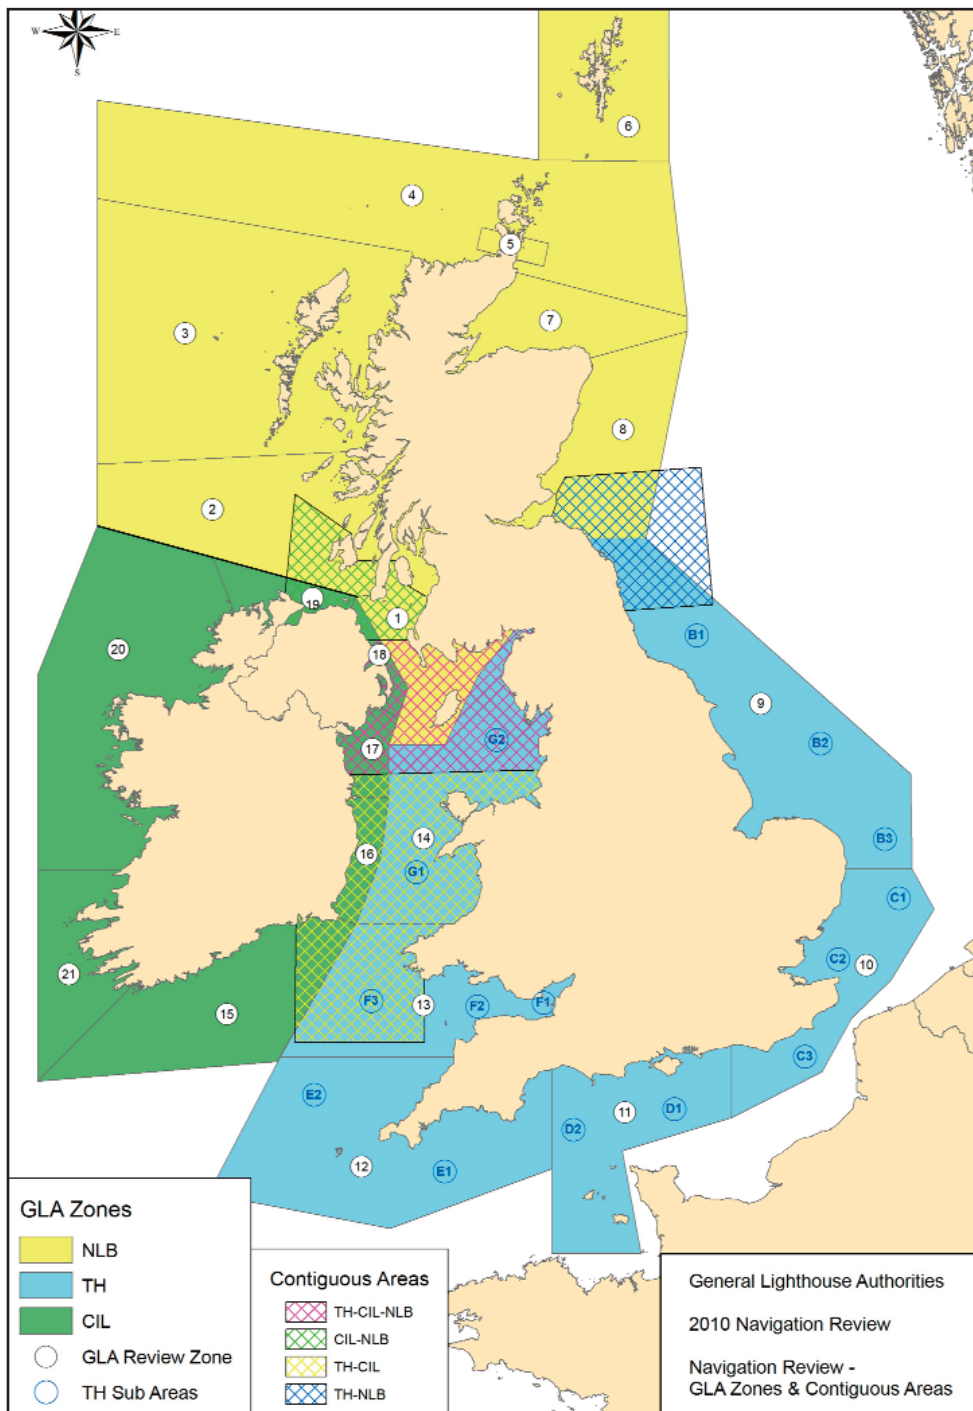 W
E
S
6
4
5
3
7
8
2
19
1
20
B1
18
9
17
G2
B2
14
B3
16
G1
C1
C2
10
21
F3
13
F2
F1
15
C3
E2
11
D1
D2
12
E1
GLA Zones
NLB
TH
CIL
GLA Review Zone
TH Sub Areas
Contiguous Areas
TH-CIL-NLB
CIL-NLB
TH-CIL
TH-NLB
General Lighthouse Authorities
2010 Navigation Review
Navigation Review -
GLA Zones & Contiguous Areas